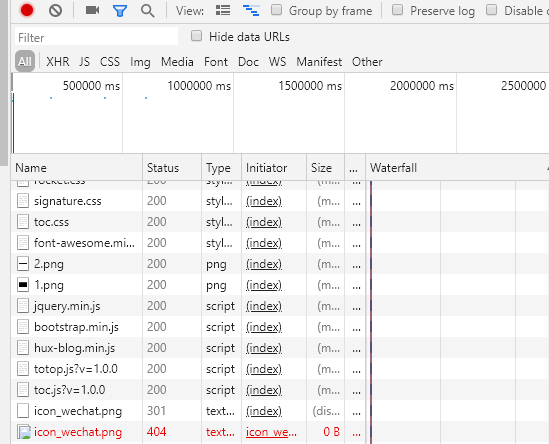 View: Group by frame Preserve log Disable
Filter Hide data URLs
All XHR JS CSS Img Media Font Doc WS Manifest Other
500000 ms 1000000 ms 1500000 ms 2000000 ms 2500000
Name Status Type Initiator Size ... Waterfall
rocket.css 200 styl... (index) (m...
signature.css 200 styl... (index) (m...
toc.css 200 styl... (index) (m...
font-awesome.mi... 200 styl... (index) (m...
2.png 200 png (index) (m...
1.png 200 png (index) (m...
jquery.min.js 200 script (index) (m...
bootstrap.min.js 200 script (index) (m...
hux-blog.min.js 200 script (index) (m...
totop.js?v=1.0.0 200 script (index) (m...
toc.js?v=1.0.0 200 script (index) (m...
icon_wechat.png 301 text... (index) (dis...
icon_wechat.png 404 text... icon_we... 0 B